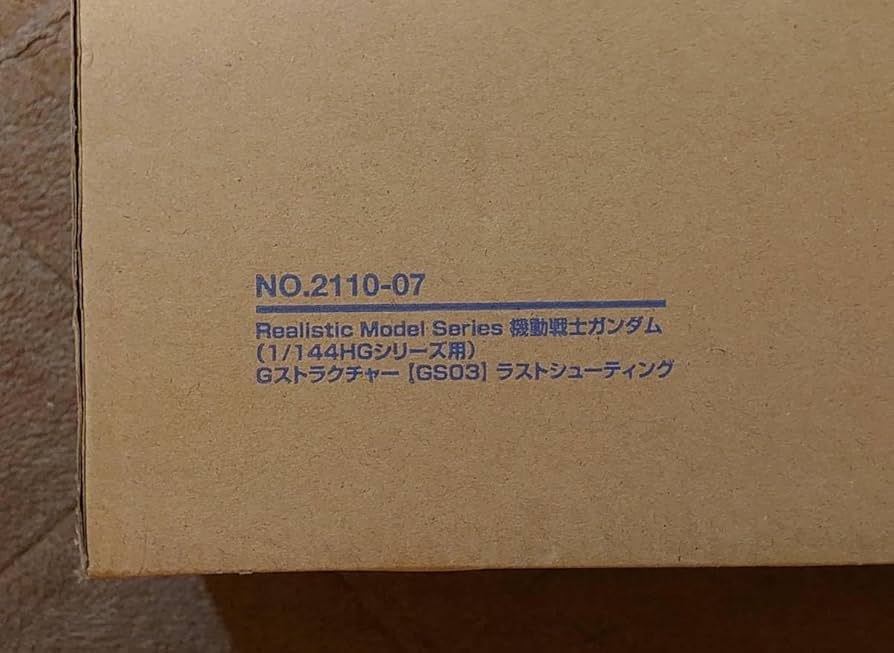 NO.2110-07
Realistic Model Series 機動戦士ガンダム
(1/144HGシリーズ用)
Gストラクチャー【GS03】ラストシューティング